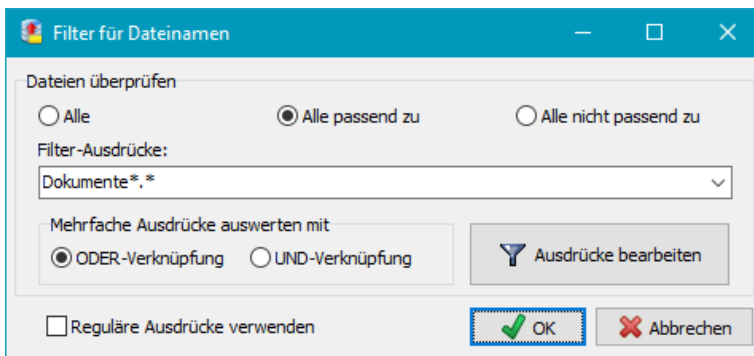 Filter für Dateinamen
Dateien überprüfen
Alle
Alle passend zu
Alle nicht passend zu
Filter-Ausdrücke:
Dokumente*.*
Mehrfache Ausdrücke auswerten mit
ODER-Verknüpfung
UND-Verknüpfung
Ausdrücke bearbeiten
Reguläre Ausdrücke verwenden
OK
Abbrechen